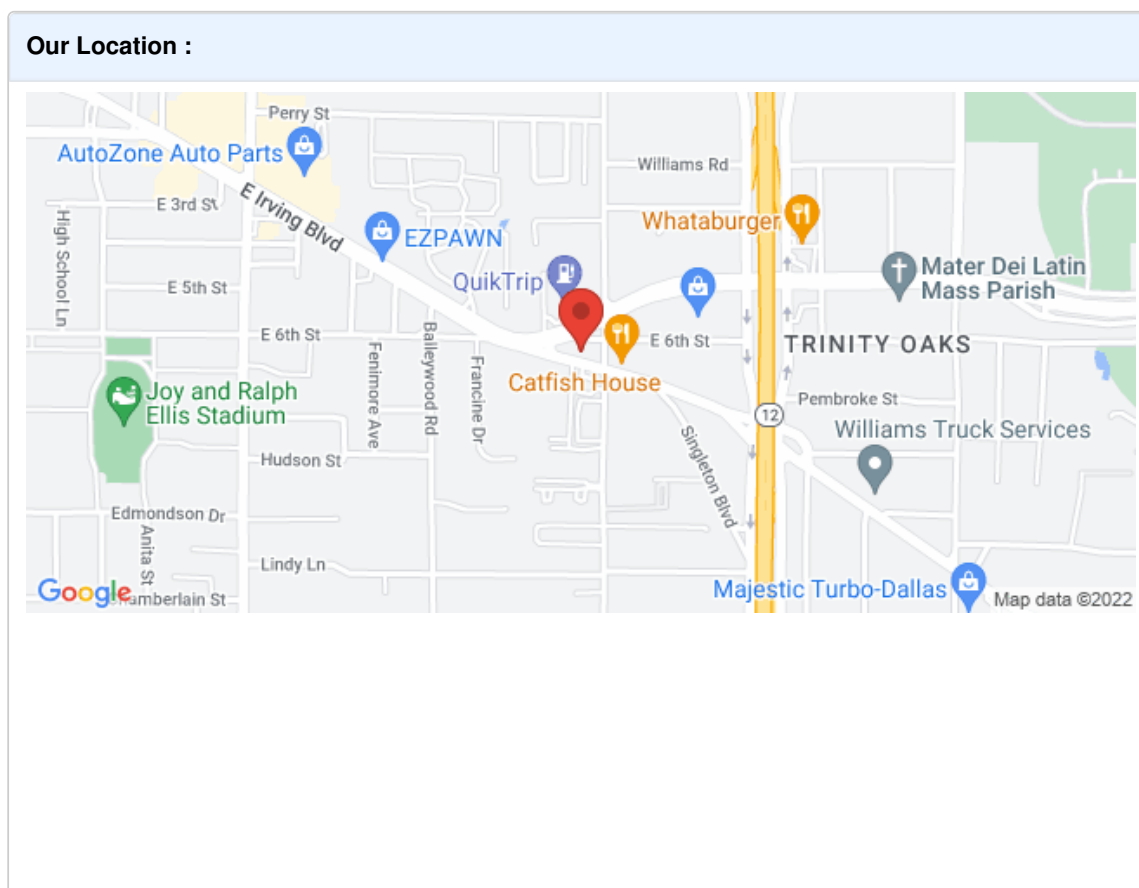 Our Location :
Perry St
AutoZone Auto Parts
Williams Rd
E 3rd St
E Irving Blvd
High School Ln
Whataburger
EZPAWN
QuikTrip
Mater Dei Latin
Mass Parish
E 5th St
E 6th St
E 6th St
TRINITY OAKS
Baileywood Rd
Fenimore Ave
Francine Dr
Catfish House
Joy and Ralph
Ellis Stadium
Pembroke St
12
Williams Truck Services
Singleton Blvd
Hudson St
Edmondson Dr
Anita St
Lindy Ln
Majestic Turbo-Dallas
Google
Map data ©2022